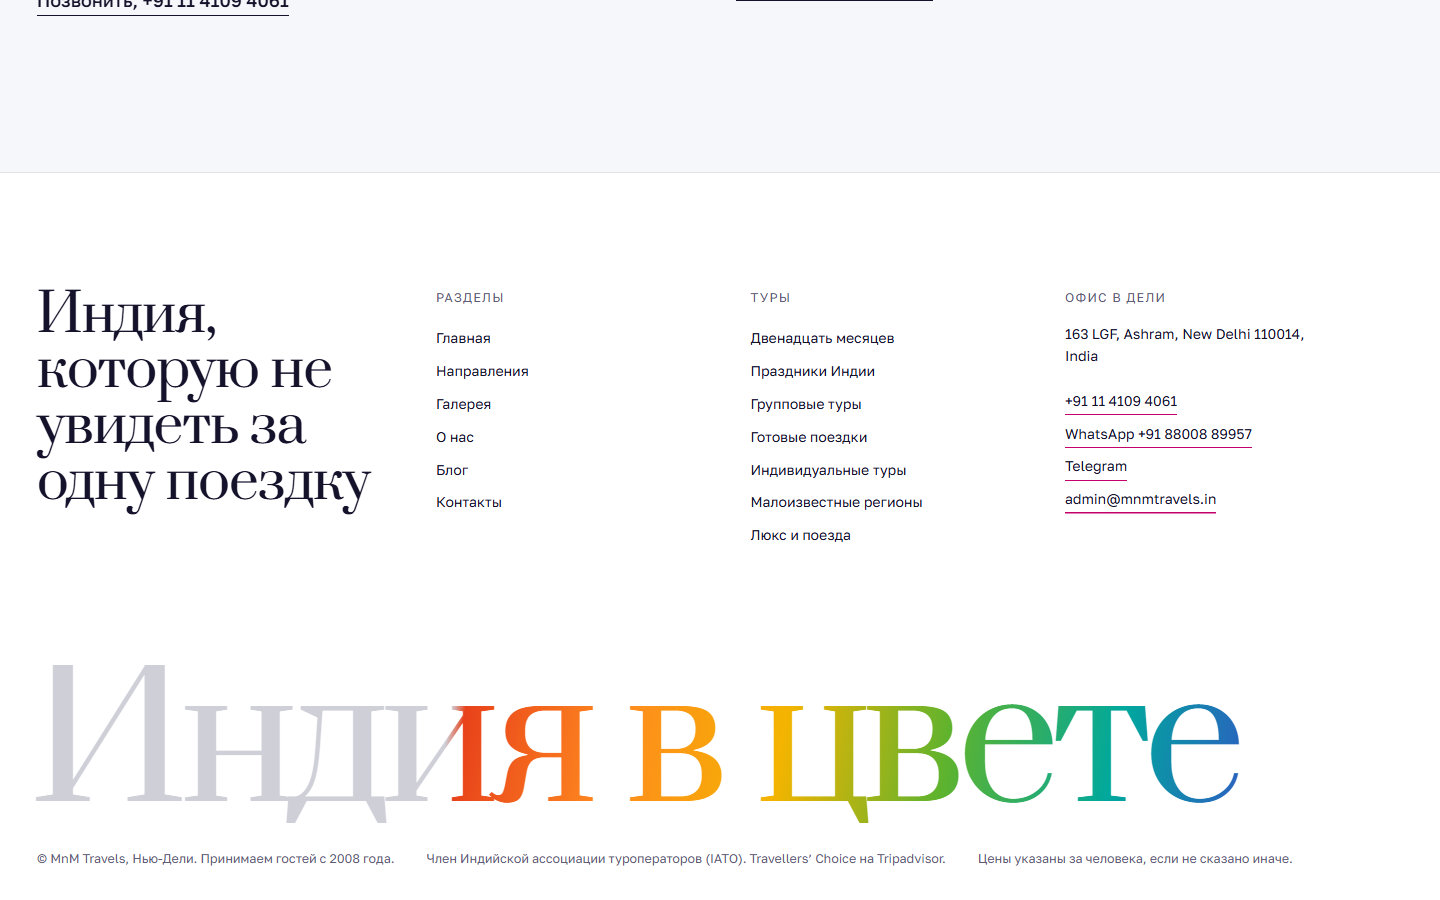 Позвонить, +91 11 4109 4061
Индия,
которую не
увидеть за
одну поездку
РАЗДЕЛЫ
Главная
Направления
Галерея
О нас
Блог
Контакты
ТУРЫ
Двенадцать месяцев
Праздники Индии
Групповые туры
Готовые поездки
Индивидуальные туры
Малоизвестные регионы
Люкс и поезда
ОФИС В ДЕЛИ
163 LGF, Ashram, New Delhi 110014,
India
+91 11 4109 4061
WhatsApp +91 88008 89957
Telegram
admin@mnmtravels.in
Индия в цвете
© MnM Travels, Нью-Дели. Принимаем гостей с 2008 года.
Член Индийской ассоциации туроператоров (IATO). Travellers’ Choice на Tripadvisor.
Цены указаны за человека, если не сказано иначе.